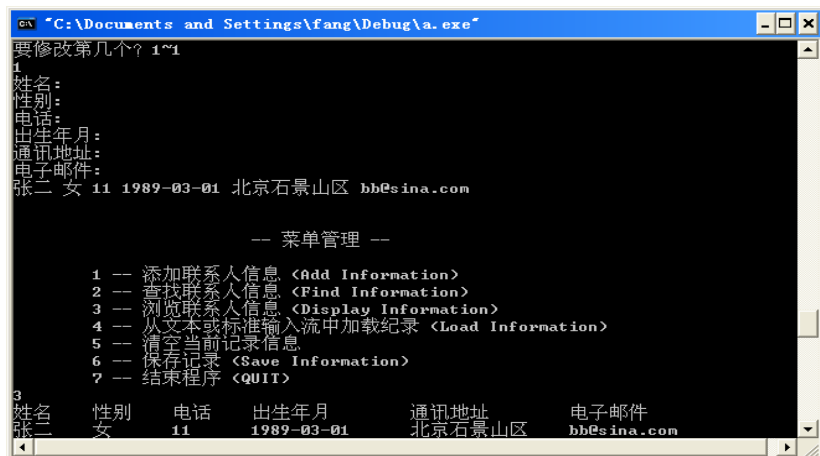 "C:\Documents and Settings\fang\Debug\a.exe"
要修改第几个? 1~1
1
姓名:
性别:
电话:
出生年月:
通讯地址:
电子邮件:
张二 女 11 1989-03-01 北京石景山区 bb@sina.com
-- 菜单管理 --
1 -- 添加联系人信息 (Add Information)
2 -- 查找联系人信息 (Find Information)
3 -- 浏览联系人信息 (Display Information)
4 -- 从文本或标准输入流中加载纪录 (Load Information)
5 -- 清空当前记录信息
6 -- 保存记录 (Save Information)
7 -- 结束程序 (QUIT)
3
姓名 性别 电话 出生年月 通讯地址 电子邮件
张二 女 11 1989-03-01 北京石景山区 bb@sina.com